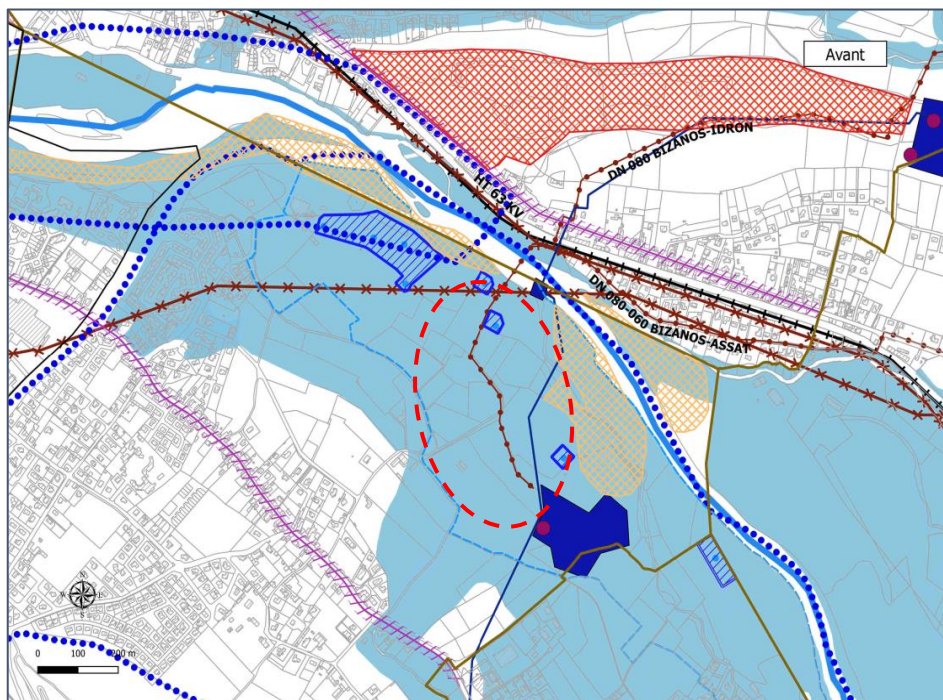 Avant
DN 080 BIZANOS-IDRON
HT 63 KV
DN 080-060 BIZANOS-ASSAT
N
W E
S
0 100 200 m